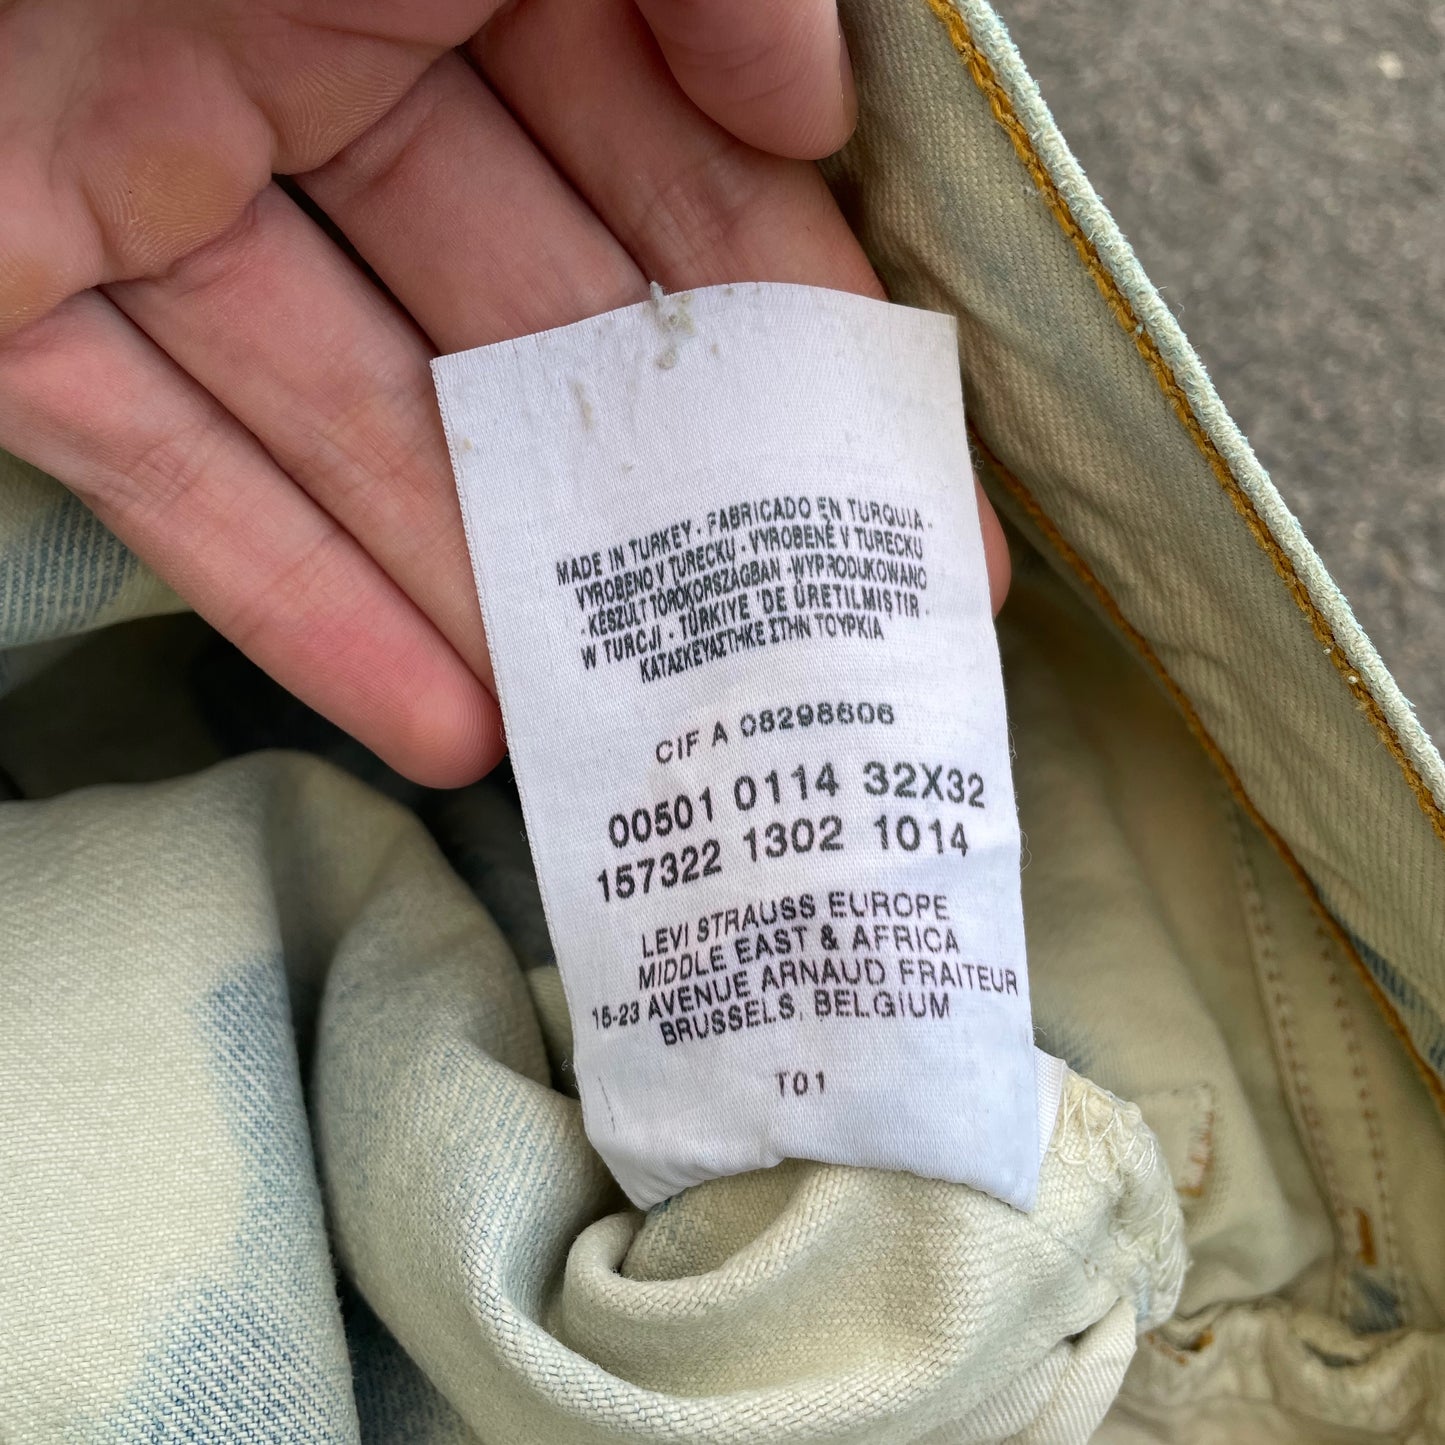 MADE IN TURKEY - FABRICADO EN TURQUIA -
VYROBENO V TURECKU - VYROBENÉ V TURECKU
- KÉSZÜLT TÖRÖKORSZÁGBAN - WYPRODUKOWANO
W TURCJI - TÜRKIYE 'DE ÜRETILMISTIR -
ΚΑΤΑΣΚΕΥΑΣΤΗΚΕ ΣΤΗΝ ΤΟΥΡΚΙΑ
CIF A 08298606
00501 0114 32X32
157322 1302 1014
LEVI STRAUSS EUROPE
MIDDLE EAST & AFRICA
15-23 AVENUE ARNAUD FRAITEUR
BRUSSELS, BELGIUM
T01